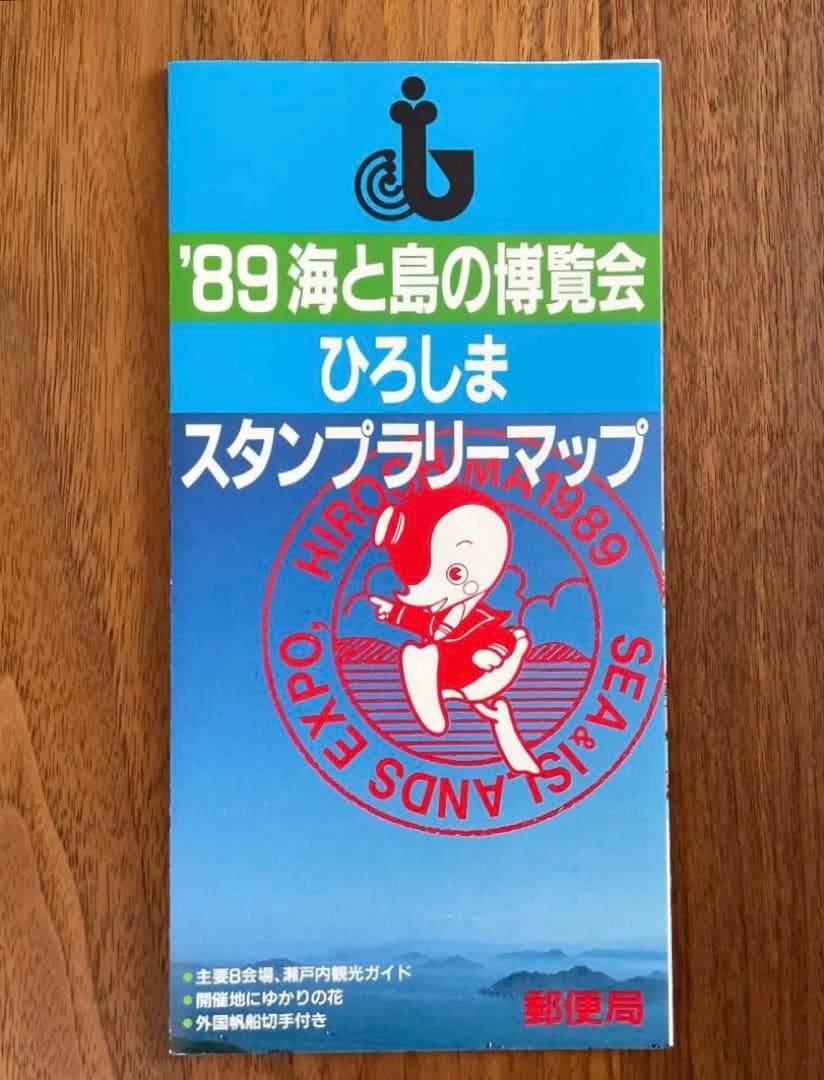 '89 海と島の博覧会
ひろしま
スタンプラリーマップ
HIROSHIMA 1989
SEA & ISLANDS EXPO,
●主要8会場、瀬戸内観光ガイド
●開催地にゆかりの花
●外国帆船切手付き
郵便局